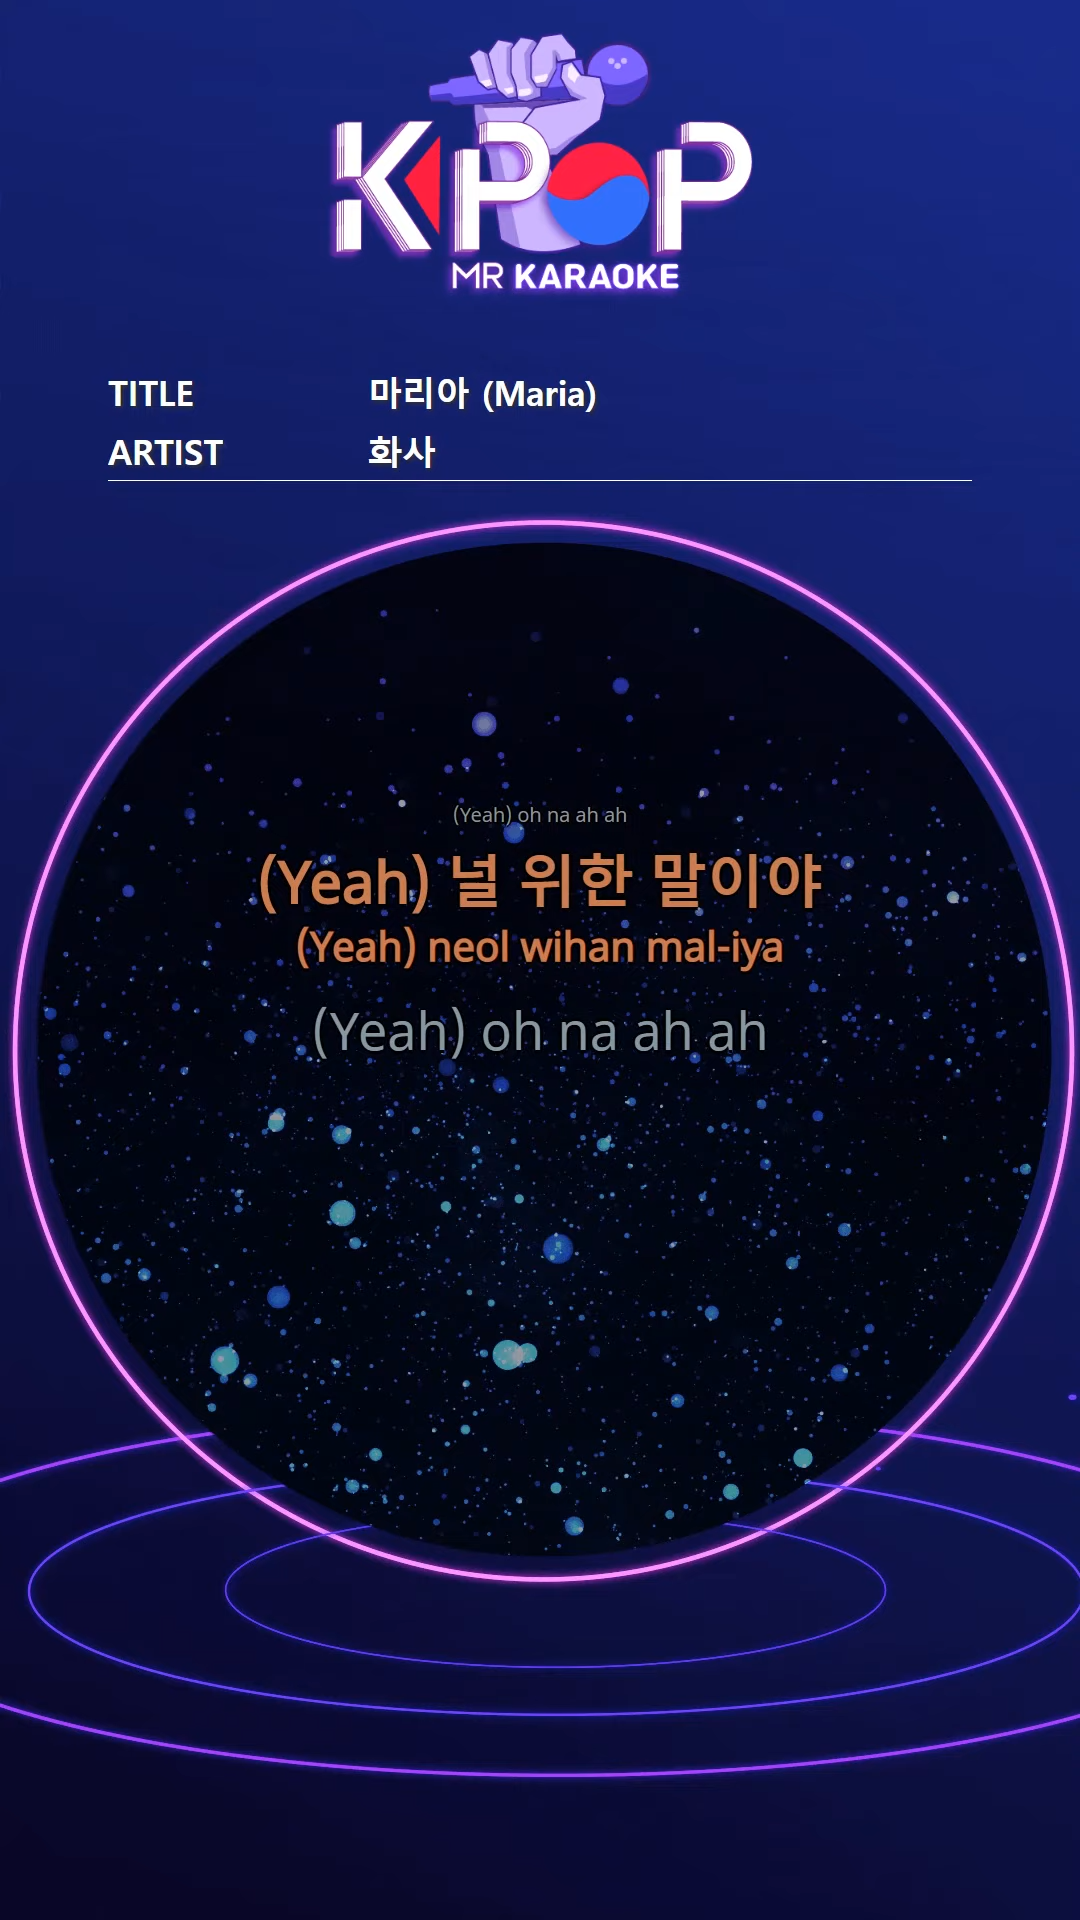 KPOP
MR KARAOKE
TITLE 마리아 (Maria)
ARTIST 화사
(Yeah) oh na ah ah
(Yeah) 널 위한 말이야
(Yeah) neol wihan mal-iya
(Yeah) oh na ah ah